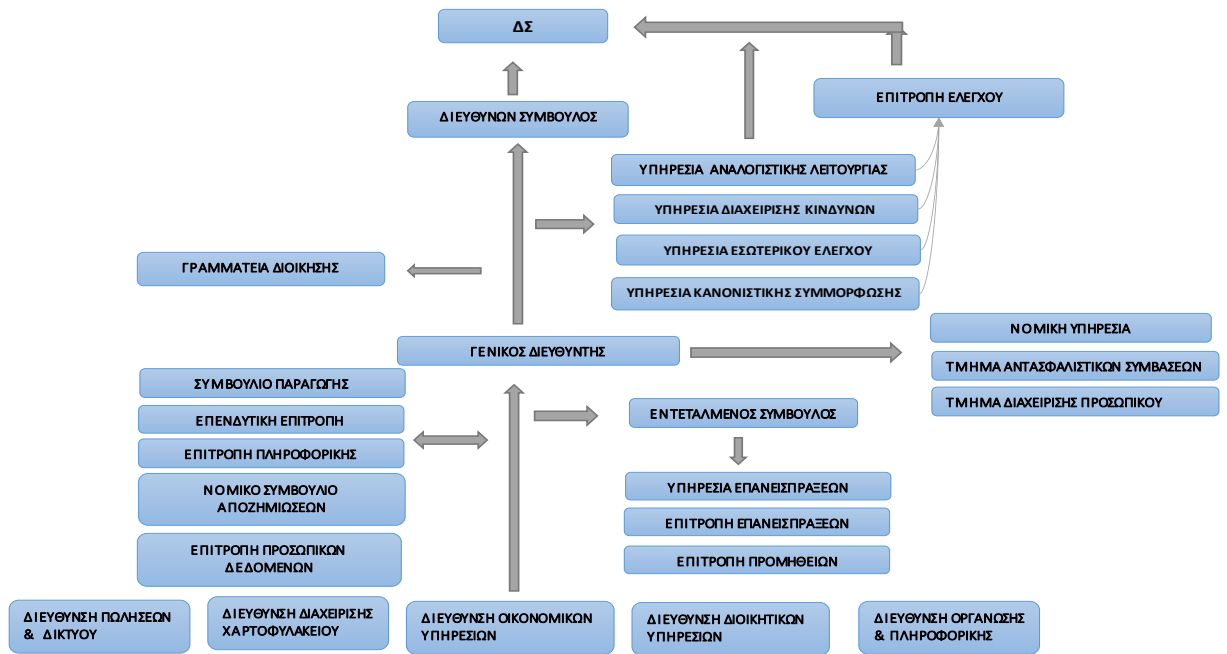 ΔΣ
ΕΠΙΤΡΟΠΗ ΕΛΕΓΧΟΥ
ΔΙΕΥΘΥΝΩΝ ΣΥΜΒΟΥΛΟΣ
ΥΠΗΡΕΣΙΑ ΑΝΑΛΟΓΙΣΤΙΚΗΣ ΛΕΙΤΟΥΡΓΙΑΣ
ΥΠΗΡΕΣΙΑ ΔΙΑΧΕΙΡΙΣΗΣ ΚΙΝΔΥΝΩΝ
ΥΠΗΡΕΣΙΑ ΕΣΩΤΕΡΙΚΟΥ ΕΛΕΓΧΟΥ
ΥΠΗΡΕΣΙΑ ΚΑΝΟΝΙΣΤΙΚΗΣ ΣΥΜΜΟΡΦΩΣΗΣ
ΓΡΑΜΜΑΤΕΙΑ ΔΙΟΙΚΗΣΗΣ
ΓΕΝΙΚΟΣ ΔΙΕΥΘΥΝΤΗΣ
ΝΟΜΙΚΗ ΥΠΗΡΕΣΙΑ
ΤΜΗΜΑ ΑΝΤΑΣΦΑΛΙΣΤΙΚΩΝ ΣΥΜΒΑΣΕΩΝ
ΤΜΗΜΑ ΔΙΑΧΕΙΡΙΣΗΣ ΠΡΟΣΩΠΙΚΟΥ
ΣΥΜΒΟΥΛΙΟ ΠΑΡΑΓΩΓΗΣ
ΕΠΕΝΔΥΤΙΚΗ ΕΠΙΤΡΟΠΗ
ΕΠΙΤΡΟΠΗ ΠΛΗΡΟΦΟΡΙΚΗΣ
ΝΟΜΙΚΟ ΣΥΜΒΟΥΛΙΟ
ΑΠΟΖΗΜΙΩΣΕΩΝ
ΕΠΙΤΡΟΠΗ ΠΡΟΣΩΠΙΚΩΝ
ΔΕΔΟΜΕΝΩΝ
ΕΝΤΕΤΑΛΜΕΝΟΣ ΣΥΜΒΟΥΛΟΣ
ΥΠΗΡΕΣΙΑ ΕΠΑΝΕΙΣΠΡΑΞΕΩΝ
ΕΠΙΤΡΟΠΗ ΕΠΑΝΕΙΣΠΡΑΞΕΩΝ
ΕΠΙΤΡΟΠΗ ΠΡΟΜΗΘΕΙΩΝ
ΔΙΕΥΘΥΝΣΗ ΠΩΛΗΣΕΩΝ
& ΔΙΚΤΥΟΥ
ΔΙΕΥΘΥΝΣΗ ΔΙΑΧΕΙΡΙΣΗΣ
ΧΑΡΤΟΦΥΛΑΚΕΙΟΥ
ΔΙΕΥΘΥΝΣΗ ΟΙΚΟΝΟΜΙΚΩΝ
ΥΠΗΡΕΣΙΩΝ
ΔΙΕΥΘΥΝΣΗ ΔΙΟΙΚΗΤΙΚΩΝ
ΥΠΗΡΕΣΙΩΝ
ΔΙΕΥΘΥΝΣΗ ΟΡΓΑΝΩΣΗΣ
& ΠΛΗΡΟΦΟΡΙΚΗΣ